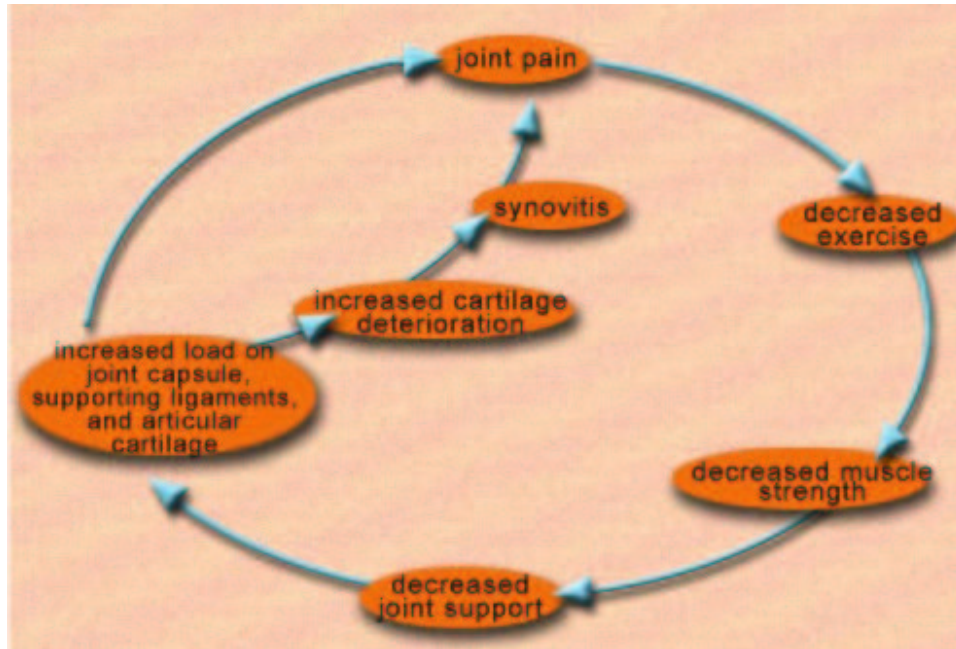 joint pain
synovitis
decreased
exercise
increased cartilage
deterioration
increased load on
joint capsule,
supporting ligaments,
and articular
cartilage
decreased muscle
strength
decreased
joint support